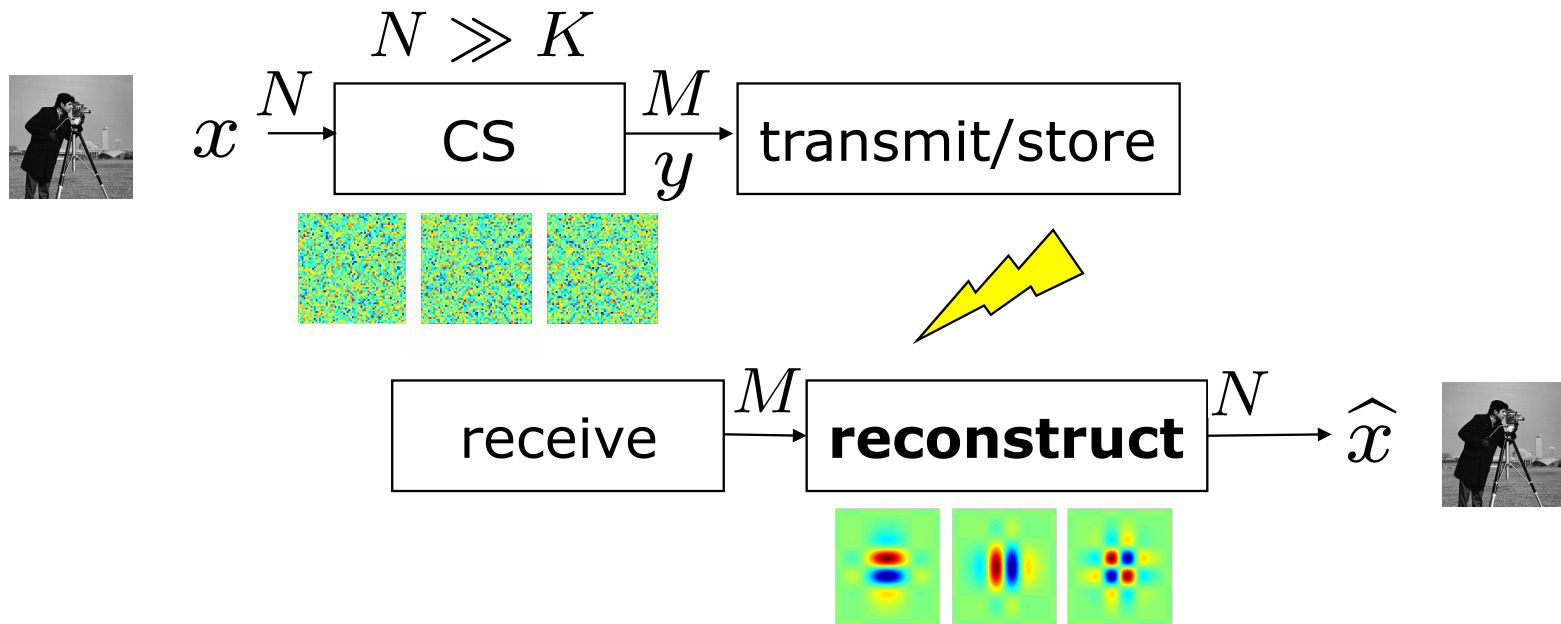 N ≫ K
x N CS M y transmit/store
receive M reconstruct N x̂